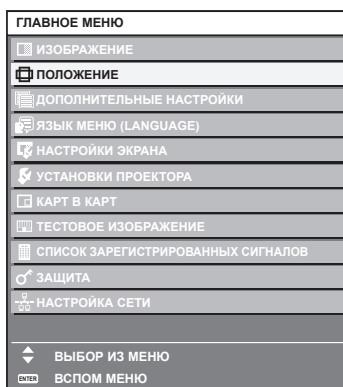 ГЛАВНОЕ МЕНЮ
ИЗОБРАЖЕНИЕ
ПОЛОЖЕНИЕ
ДОПОЛНИТЕЛЬНЫЕ НАСТРОЙКИ
ЯЗЫК МЕНЮ (LANGUAGE)
НАСТРОЙКИ ЭКРАНА
УСТАНОВКИ ПРОЕКТОРА
КАРТ В КАРТ
ТЕСТОВОЕ ИЗОБРАЖЕНИЕ
СПИСОК ЗАРЕГИСТРИРОВАННЫХ СИГНАЛОВ
ЗАЩИТА
НАСТРОЙКА СЕТИ
ВЫБОР ИЗ МЕНЮ
ENTER ВСПОМ МЕНЮ